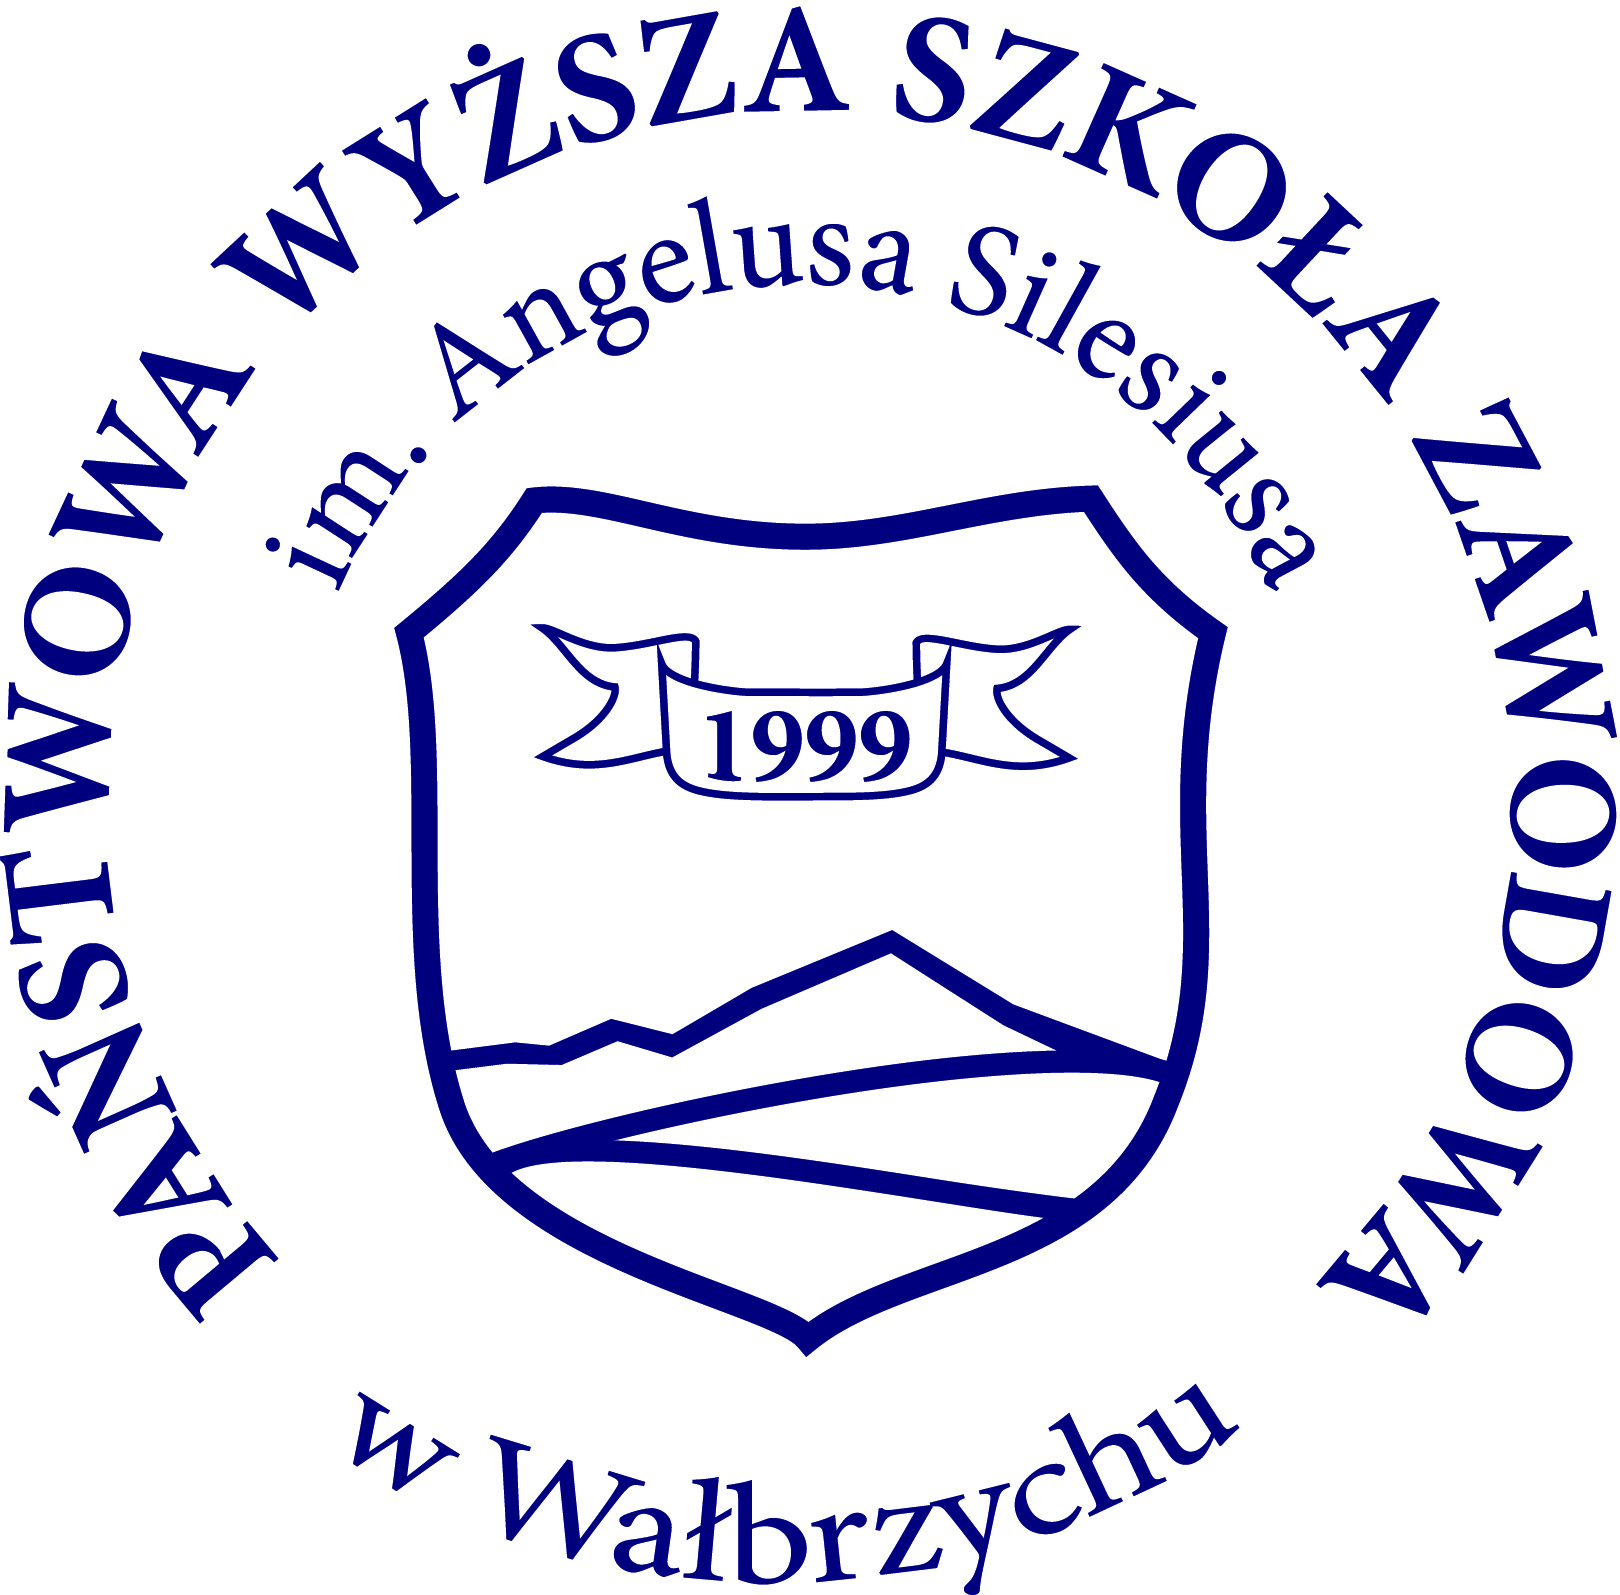 PAŃSTWOWA WYŻSZA SZKOŁA ZAWODOWA
im. Angelusa Silesiusa
1999
w Wałbrzychu